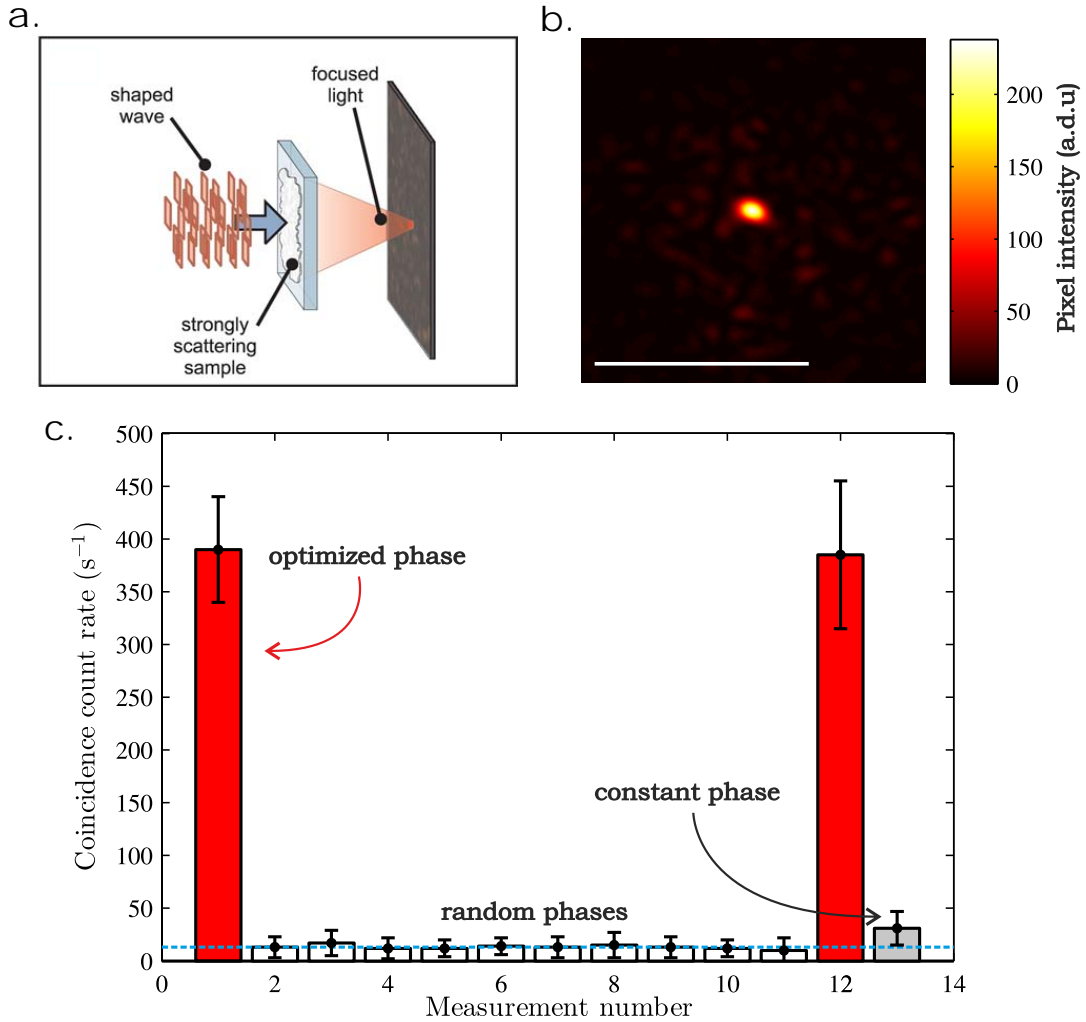 a.
shaped
wave
focused
light
strongly
scattering
sample
b.
200
150
100
50
0
Pixel intensity (a.d.u)
c.
500
450
400
350
300
250
200
150
100
50
0
Coincidence count rate (s⁻¹)
optimized phase
constant phase
random phases
0 2 4 6 8 10 12 14
Measurement number